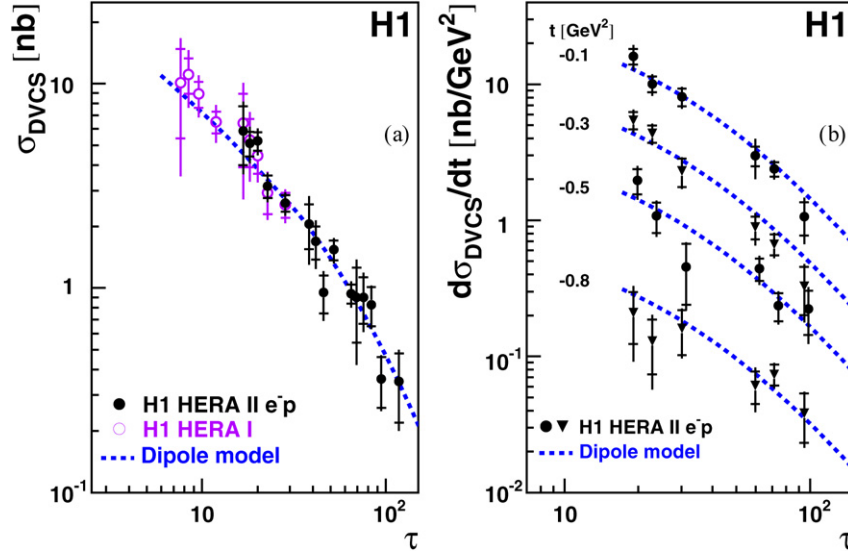 σDVCS [nb]
H1
(a)
10
1
10⁻¹
10
10²
τ
H1 HERA II e⁻p
H1 HERA I
Dipole model
dσDVCS/dt [nb/GeV²]
t [GeV²]
H1
-0.1
-0.3
-0.5
-0.8
(b)
10
1
10⁻¹
10⁻²
10
10²
τ
H1 HERA II e⁻p
Dipole model